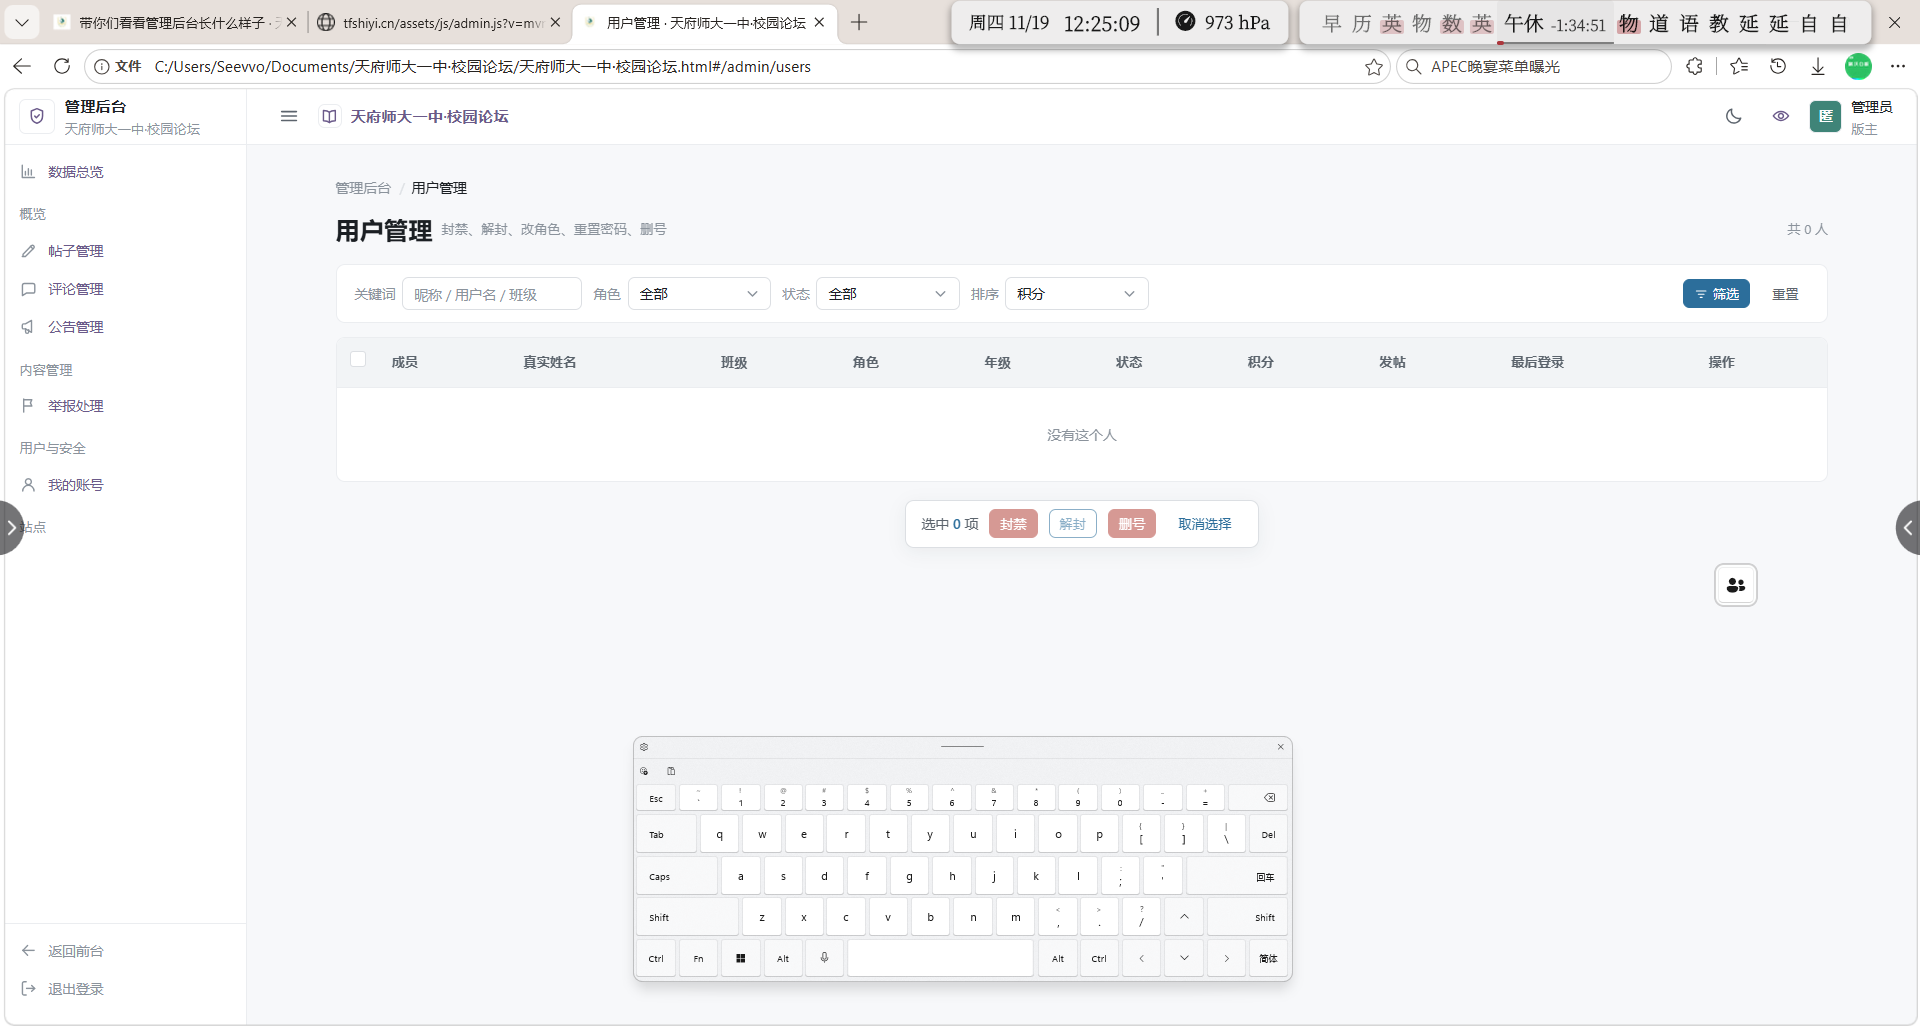 带你们看看管理后台长什么样子 ·
tfshiyi.cn/assets/js/admin.js?v=mv
用户管理 · 天府师大一中·校园论坛
周四 11/19 12:25:09 973 hPa
早 历 英 物 数 英 午休 -1:34:51 物 道 语 教 延 延 自 自
文件 C:/Users/Seevvo/Documents/天府师大一中·校园论坛/天府师大一中·校园论坛.html#/admin/users
APEC晚宴菜单曝光
管理后台
天府师大一中·校园论坛
天府师大一中·校园论坛
匿
管理员
版主
数据总览
概览
帖子管理
评论管理
公告管理
内容管理
举报处理
用户与安全
我的账号
站点
返回前台
退出登录
管理后台 / 用户管理
用户管理 封禁、解封、改角色、重置密码、删号
共 0 人
关键词 昵称 / 用户名 / 班级 角色 全部 状态 全部 排序 积分 筛选 重置
成员 真实姓名 班级 角色 年级 状态 积分 发帖 最后登录 操作
没有这个人
选中 0 项 封禁 解封 删号 取消选择
Esc ~ ` ! 1 @ 2 # 3 $ 4 % 5 ^ 6 & 7 * 8 ( 9 ) 0 _ - + =
Tab q w e r t y u i o p { [ } ] | \ Del
Caps a s d f g h j k l : ; " ' 回车
Shift z x c v b n m < , > . ? / Shift
Ctrl Fn Alt Alt Ctrl 简体